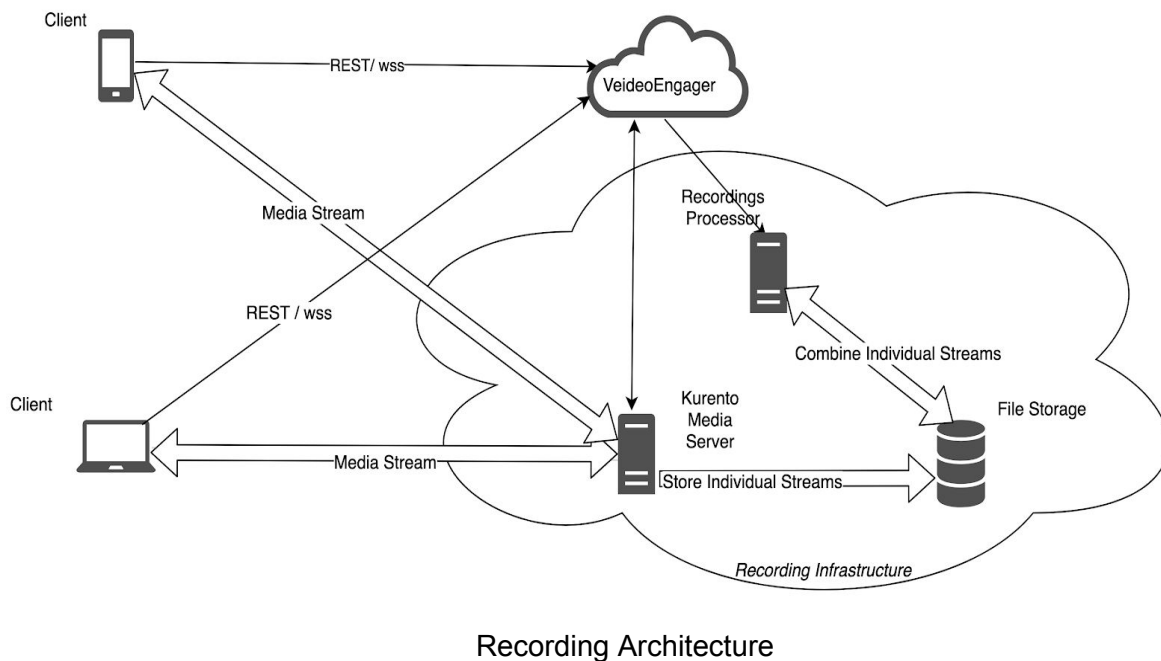 Client
REST/ wss
VeideoEngager
Recordings
Processor
Media Stream
REST / wss
Combine Individual Streams
Client
Kurento
Media
Server
File Storage
Media Stream
Store Individual Streams
Recording Infrastructure
Recording Architecture